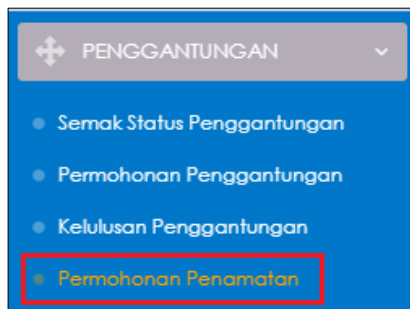 PENGGANTUNGAN
Semak Status Penggantungan
Permohonan Penggantungan
Kelulusan Penggantungan
Permohonan Penamatan